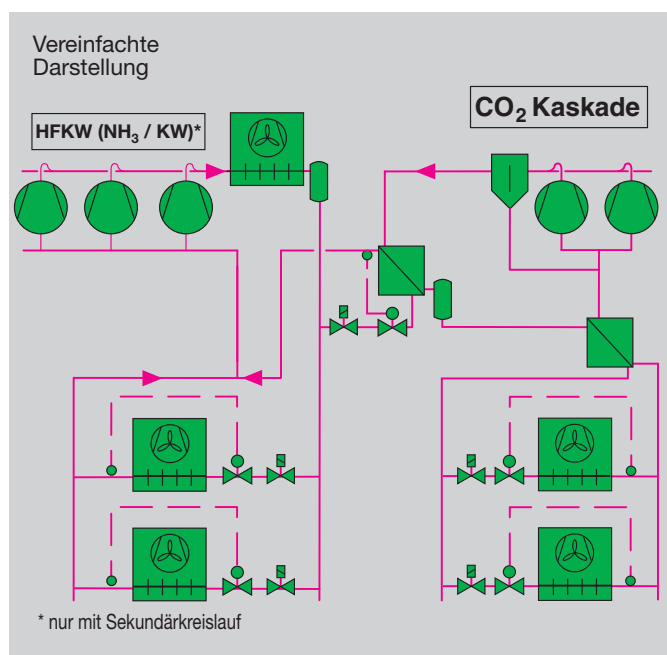 Vereinfachte
Darstellung
HFKW (NH₃ / KW)*
CO₂ Kaskade
* nur mit Sekundärkreislauf